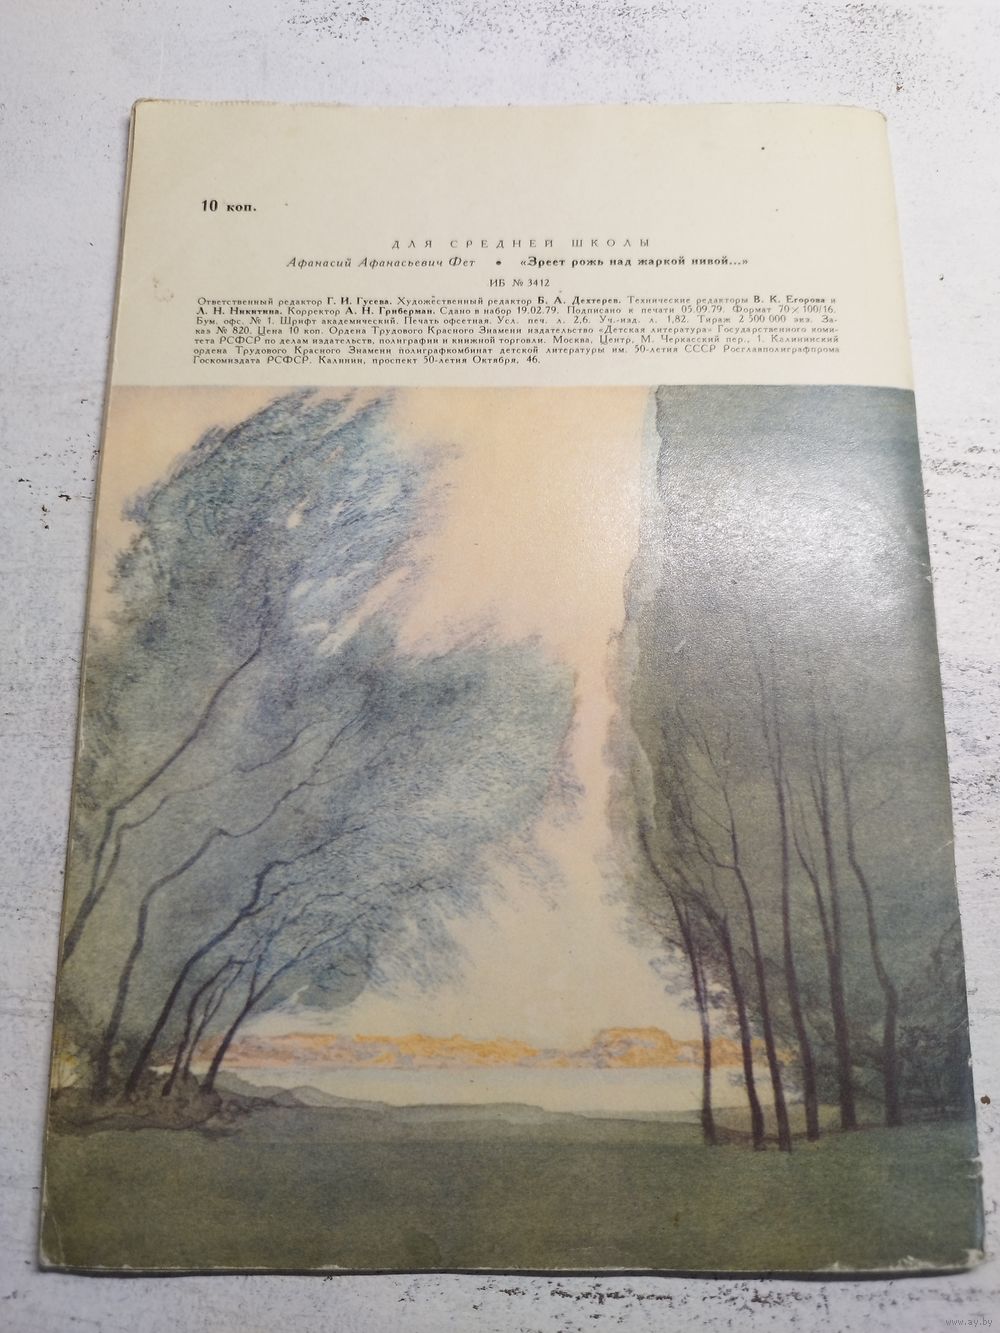 10 коп.
ДЛЯ СРЕДНЕЙ ШКОЛЫ
Афанасий Афанасьевич Фет • «Зреет рожь над жаркой нивой...»
ИБ № 3412
Ответственный редактор Г. И. Гусева. Художественный редактор Б. А. Дехтерев. Технические редакторы В. К. Егорова и
Л. Н. Никитина. Корректор А. Н. Гриберман. Сдано в набор 19.02.79. Подписано к печати 05.09.79. Формат 70×100/16.
Бум. офс. № 1. Шрифт академический. Печать офсетная. Усл. печ. л. 2,6. Уч.-изд. л. 1,82. Тираж 2 500 000 экз. За-
каз № 820. Цена 10 коп. Ордена Трудового Красного Знамени издательство «Детская литература» Государственного коми-
тета РСФСР по делам издательств, полиграфии и книжной торговли. Москва, Центр, М. Черкасский пер., 1. Калининский
ордена Трудового Красного Знамени полиграфкомбинат детской литературы им. 50-летия СССР Росглавполиграфпрома
Госкомиздата РСФСР. Калинин, проспект 50-летия Октября, 46.
www.ay.by